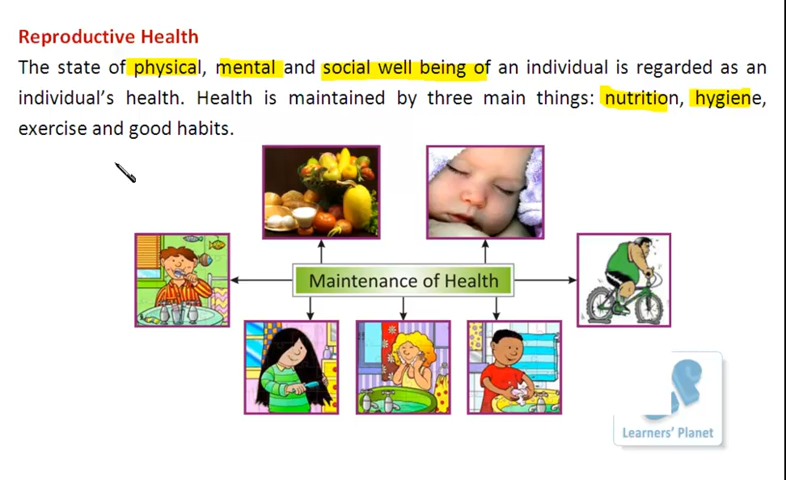 Reproductive Health
The state of physical, mental and social well being of an individual is regarded as an
individual's health. Health is maintained by three main things: nutrition, hygiene,
exercise and good habits.
Maintenance of Health
Learners' Planet